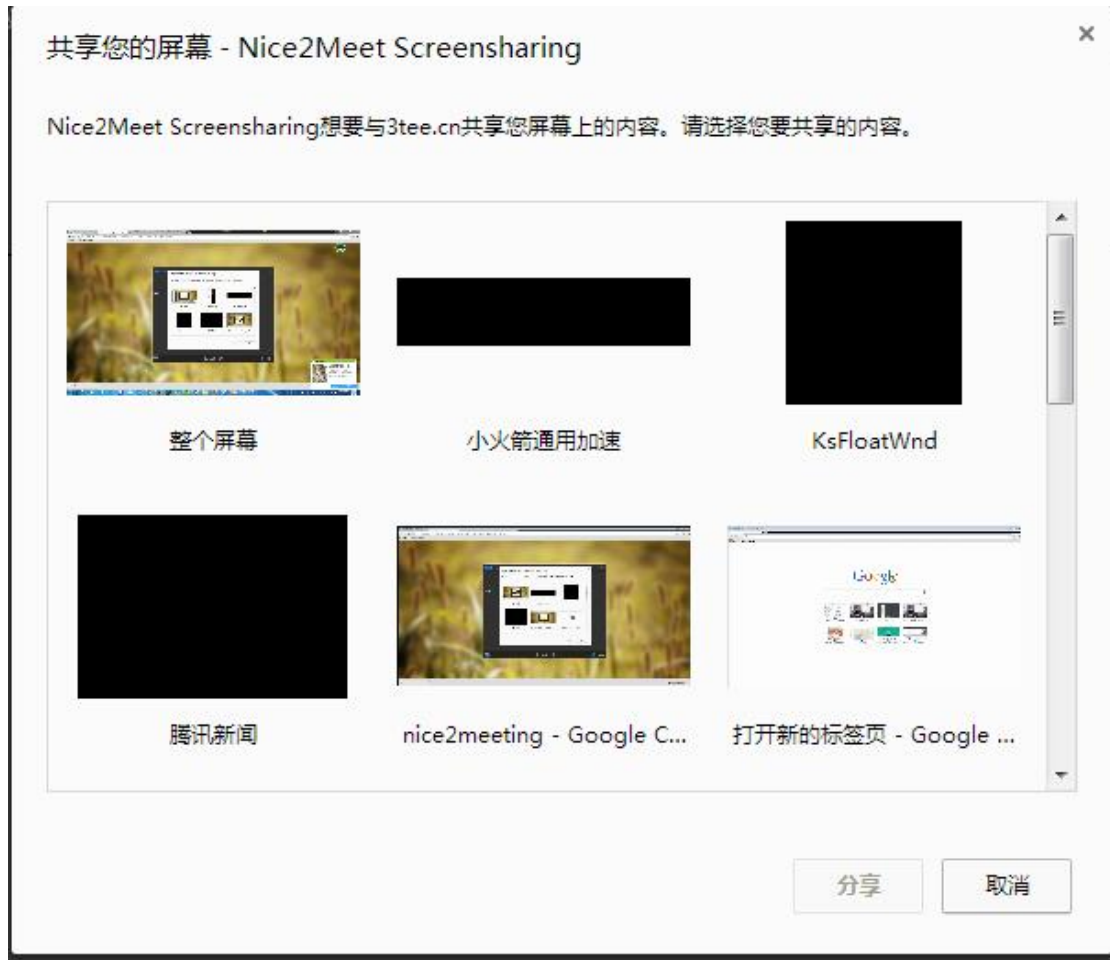 共享您的屏幕 - Nice2Meet Screensharing
Nice2Meet Screensharing想要与3tee.cn共享您屏幕上的内容。请选择您要共享的内容。
整个屏幕
小火箭通用加速
KsFloatWnd
Google
腾讯新闻
nice2meeting - Google C...
打开新的标签页 - Google ...
分享
取消